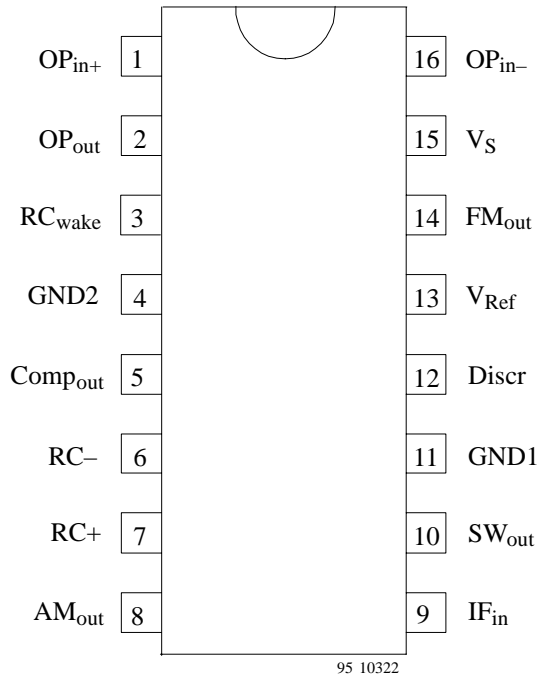 OPin+ 1 16 OPin–
OPout 2 15 VS
RCwake 3 14 FMout
GND2 4 13 VRef
Compout 5 12 Discr
RC– 6 11 GND1
RC+ 7 10 SWout
AMout 8 9 IFin
95 10322